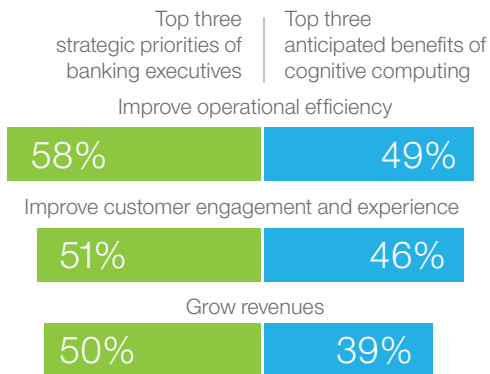 Top three
strategic priorities of
banking executives
Top three
anticipated benefits of
cognitive computing
Improve operational efficiency
58% 49%
Improve customer engagement and experience
51% 46%
Grow revenues
50% 39%